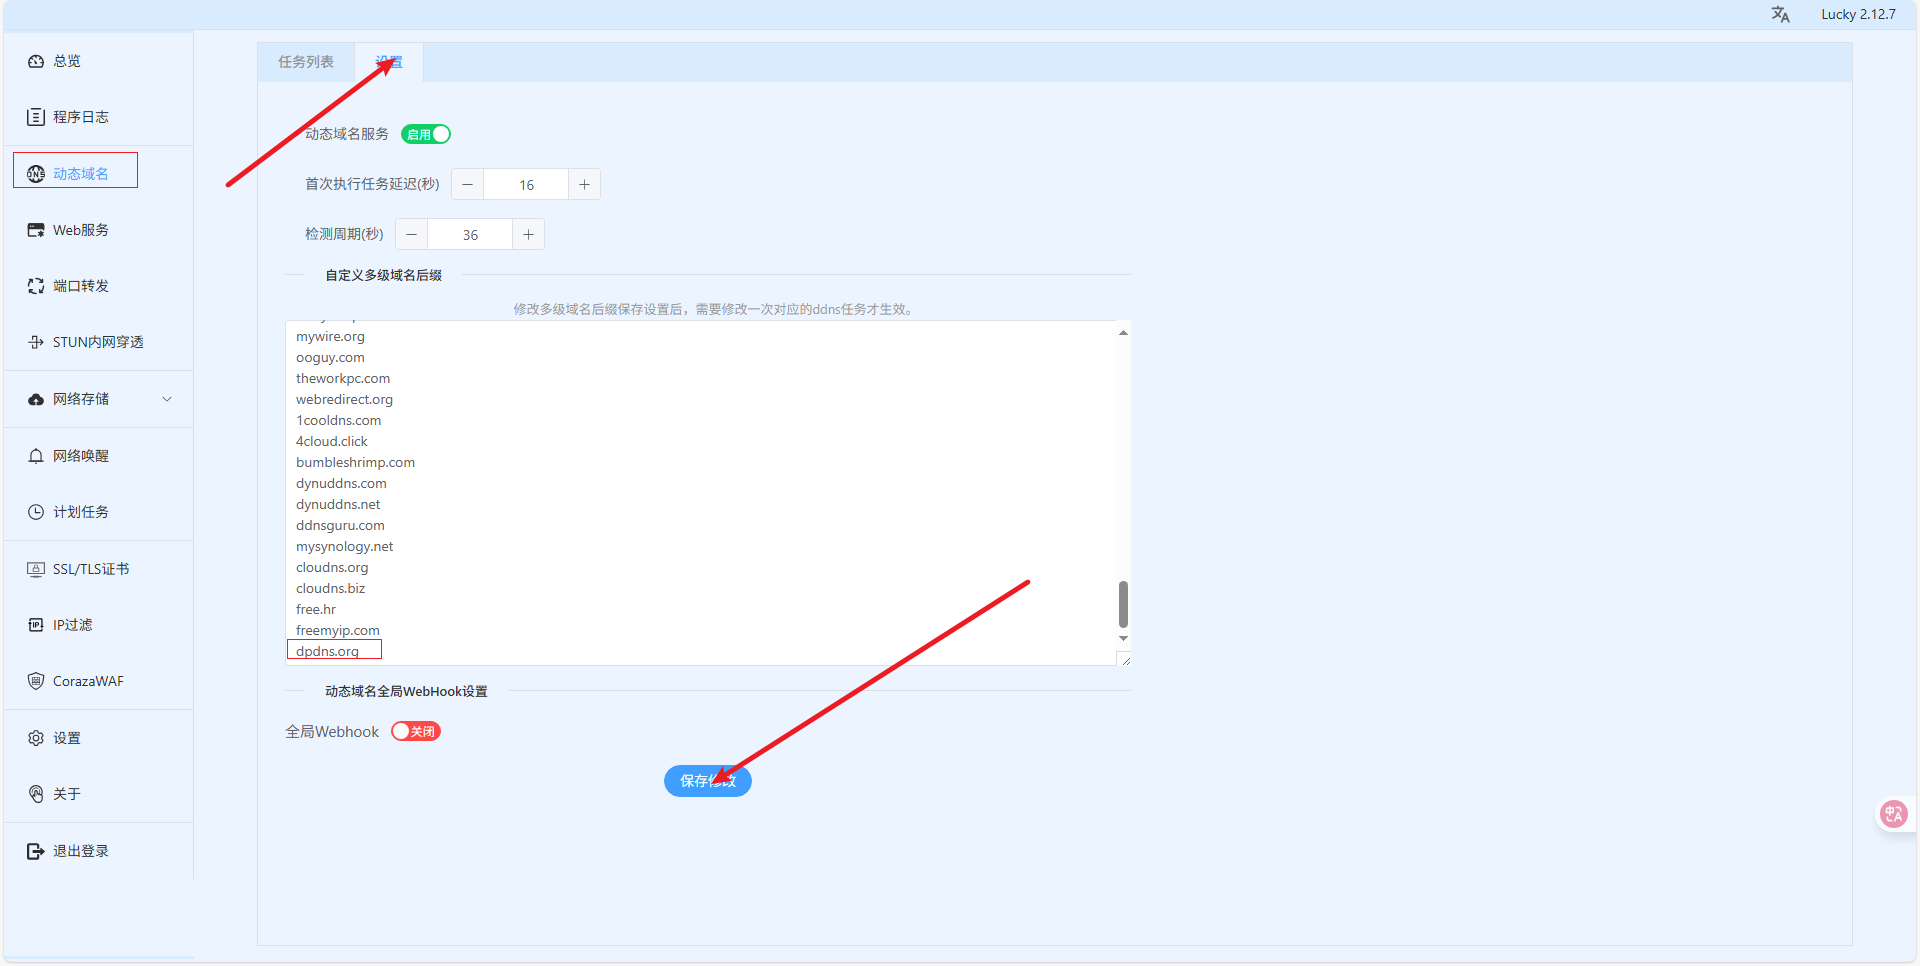 Lucky 2.12.7
总览
程序日志
动态域名
Web服务
端口转发
STUN内网穿透
网络存储
网络唤醒
计划任务
SSL/TLS证书
IP过滤
CorazaWAF
设置
关于
退出登录
任务列表
设置
动态域名服务 启用
首次执行任务延迟(秒) 16
检测周期(秒) 36
自定义多级域名后缀
修改多级域名后缀保存设置后，需要修改一次对应的ddns任务才生效。
mywire.org
ooguy.com
theworkpc.com
webredirect.org
1cooldns.com
4cloud.click
bumbleshrimp.com
dynuddns.com
dynuddns.net
ddnsguru.com
mysynology.net
cloudns.org
cloudns.biz
free.hr
freemyip.com
dpdns.org
动态域名全局WebHook设置
全局Webhook 关闭
保存修改